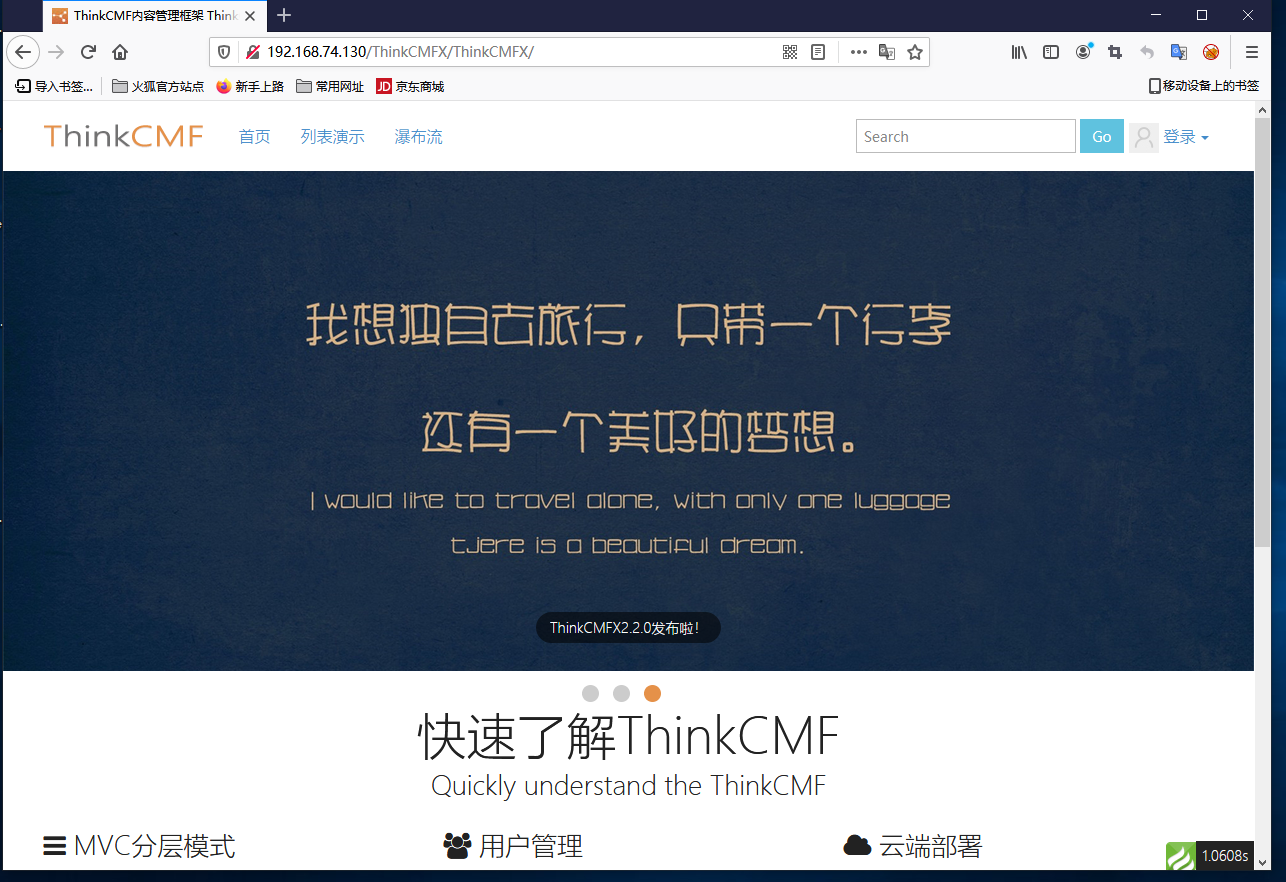 ThinkCMF内容管理框架 Think
192.168.74.130/ThinkCMFX/ThinkCMFX/
导入书签... 火狐官方站点 新手上路 常用网址 JD 京东商城 移动设备上的书签
ThinkCMF 首页 列表演示 瀑布流 Search Go 登录
我想独自去旅行，只带一个行李
还有一个美好的梦想。
I would like to travel alone, with only one luggage
tjere is a beautiful dream.
ThinkCMFX2.2.0发布啦！
快速了解ThinkCMF
Quickly understand the ThinkCMF
MVC分层模式 用户管理 云端部署
1.0608s